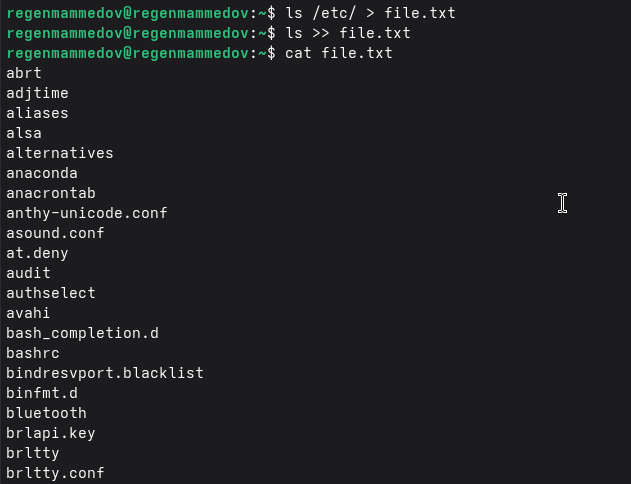 regenmammedov@regenmammedov:~$ ls /etc/ > file.txt
regenmammedov@regenmammedov:~$ ls >> file.txt
regenmammedov@regenmammedov:~$ cat file.txt
abrt
adjtime
aliases
alsa
alternatives
anaconda
anacrontab
anthy-unicode.conf
asound.conf
at.deny
audit
authselect
avahi
bash_completion.d
bashrc
bindresvport.blacklist
binfmt.d
bluetooth
brlapi.key
brltty
brltty.conf